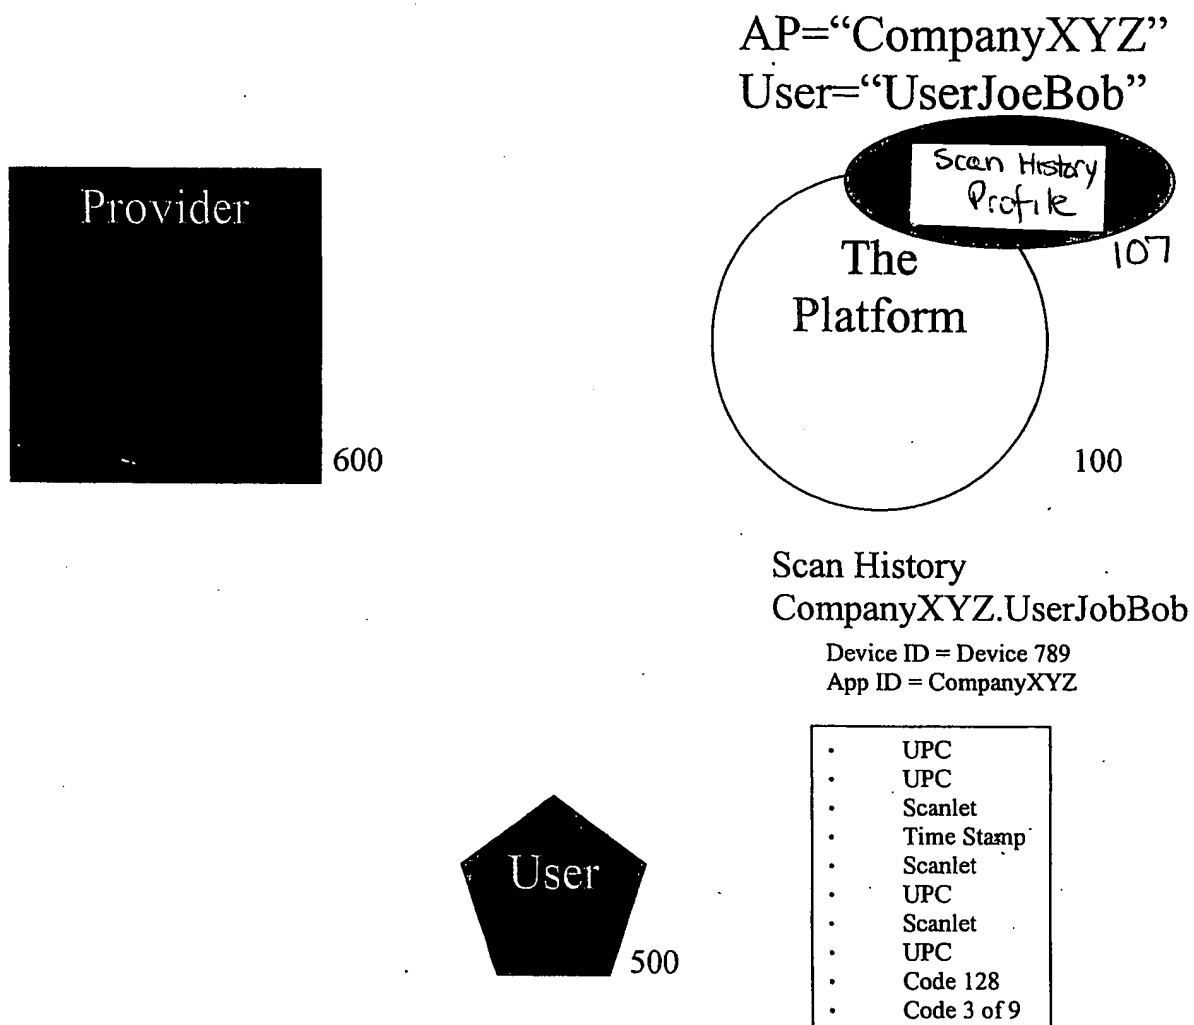 AP=“CompanyXYZ”
User=“UserJoeBob”
Scan History
Profile
107
Provider
The
Platform
600
100
Scan History
CompanyXYZ.UserJobBob
Device ID = Device 789
App ID = CompanyXYZ
• UPC
• UPC
• Scanlet
• Time Stamp
• Scanlet
• UPC
• Scanlet
• UPC
• Code 128
• Code 3 of 9
User
500